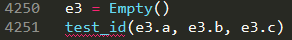 4250 e3 = Empty()
4251 test_id(e3.a, e3.b, e3.c)